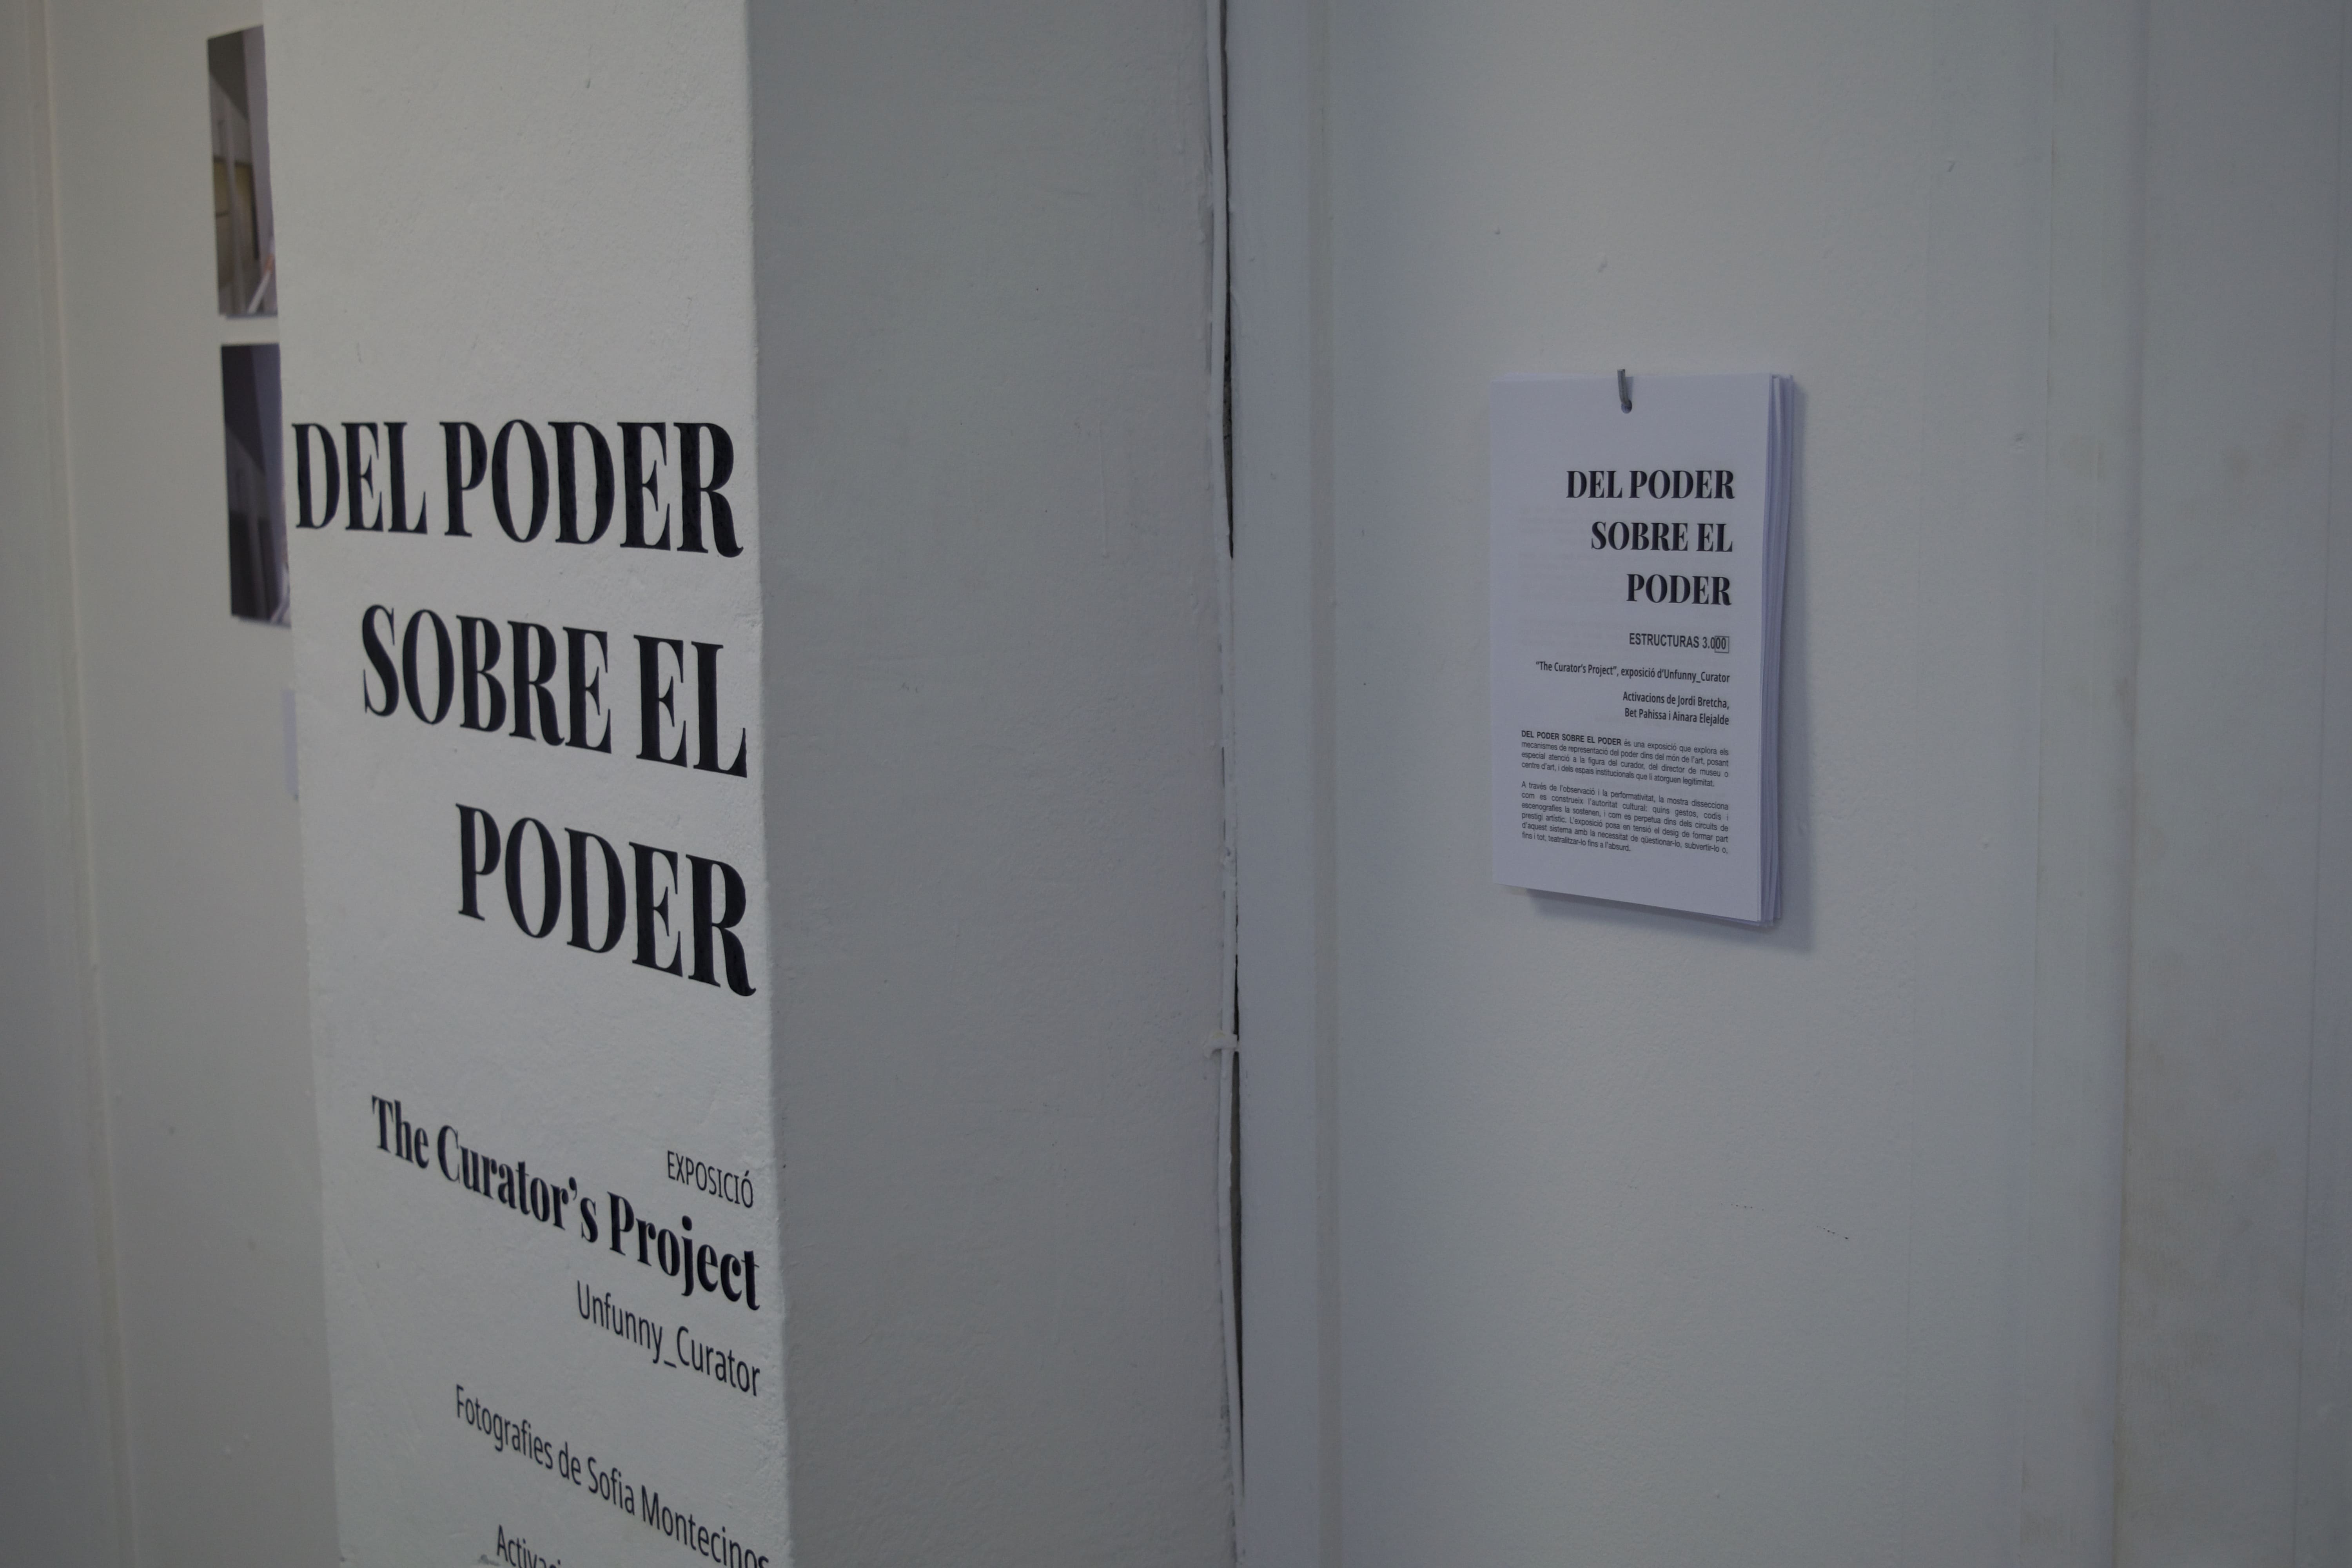 DEL PODER
SOBRE EL
PODER
EXPOSICIÓ
The Curator's Project
Unfunny_Curator
Fotografies de Sofia Montecinos
DEL PODER
SOBRE EL
PODER
ESTRUCTURAS 3.000
"The Curator's Project", exposició d'Unfunny_Curator
Activacions de Jordi Bretcha,
Bet Pahissa i Ainara Elejalde
DEL PODER SOBRE EL PODER és una exposició que explora els
mecanismes de representació del poder dins del món de l'art, posant
especial atenció a la figura del curador, del director de museu o
centre d'art, i dels espais institucionals que li atorguen legitimitat.
A través de l'observació i la performativitat, la mostra dissecciona
com es construeix l'autoritat cultural: quins gestos, codis i
escenografies la sostenen, i com es perpetua dins dels circuits de
prestigi artístic. L'exposició posa en tensió el desig de formar part
d'aquest sistema amb la necessitat de qüestionar-lo, subvertir-lo o,
fins i tot, teatralitzar-lo fins a l'absurd.